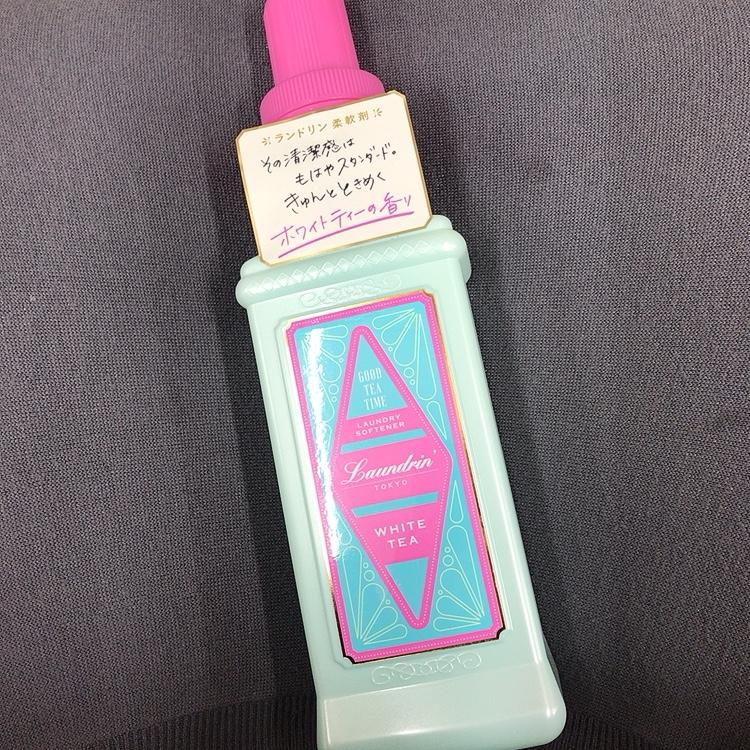 ランドリン 柔軟剤
その清潔感は
もはやスタンダード。
きゅんとときめく
ホワイトティーの香り
GOOD
TEA
TIME
LAUNDRY
SOFTENER
Laundrin'
TOKYO
WHITE
TEA